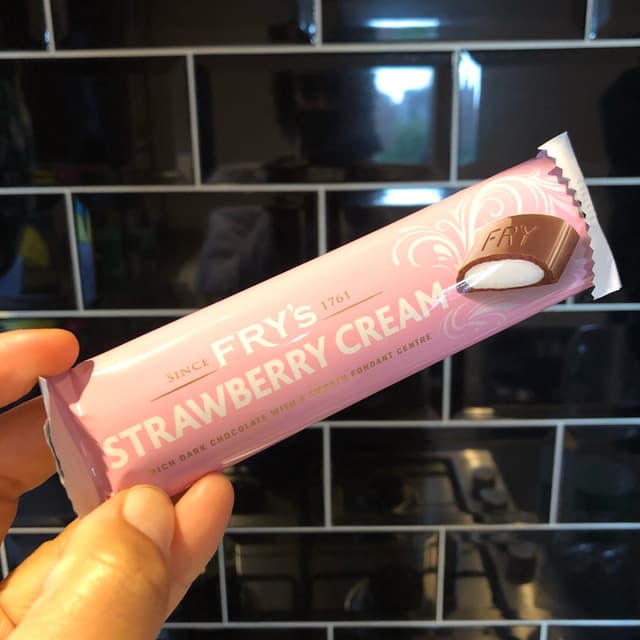 SINCE FRY's 1761
STRAWBERRY CREAM
RICH DARK CHOCOLATE WITH A SMOOTH FONDANT CENTRE
FRY